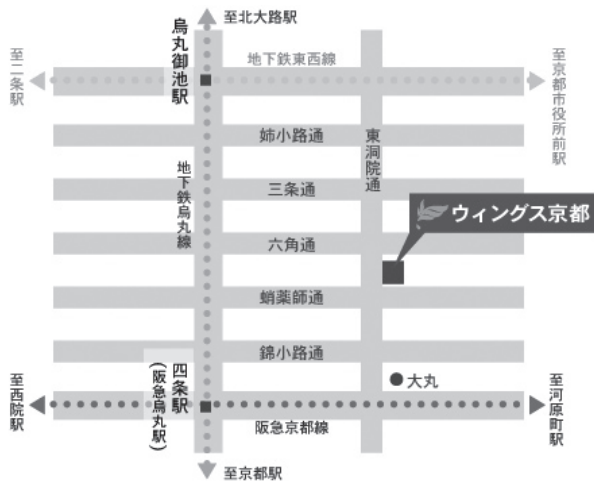 至北大路駅
烏丸御池駅
地下鉄東西線
至二条駅
至京都市役所前駅
姉小路通
東洞院通
地下鉄烏丸線
三条通
ウィングス京都
六角通
蛸薬師通
錦小路通
四条駅
(阪急烏丸駅)
大丸
至西院駅
至河原町駅
阪急京都線
至京都駅